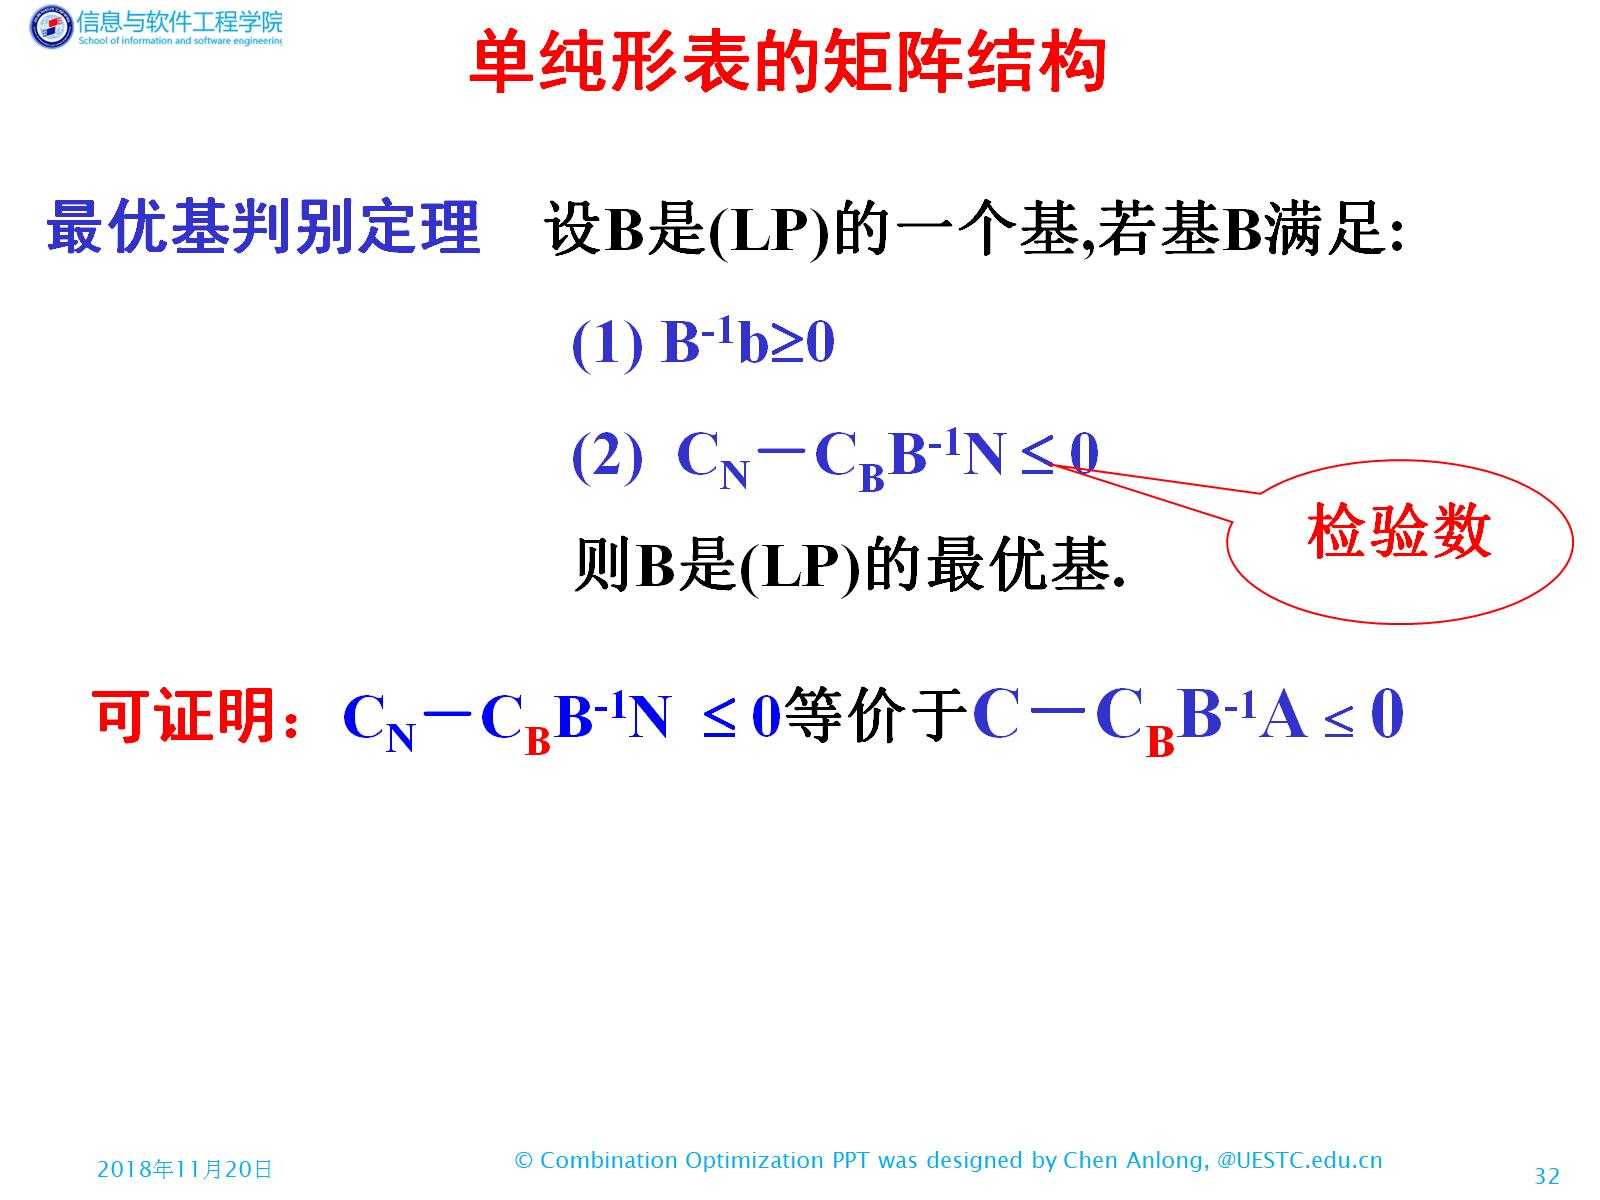 信息与软件工程学院
School of information and software engineering
单纯形表的矩阵结构
最优基判别定理 设B是(LP)的一个基,若基B满足:
(1) B-1b≥0
(2) CN－CBB-1N ≤ 0
检验数
则B是(LP)的最优基.
可证明：CN－CBB-1N ≤ 0等价于C－CBB-1A ≤ 0
2018年11月20日
© Combination Optimization PPT was designed by Chen Anlong, @UESTC.edu.cn
32